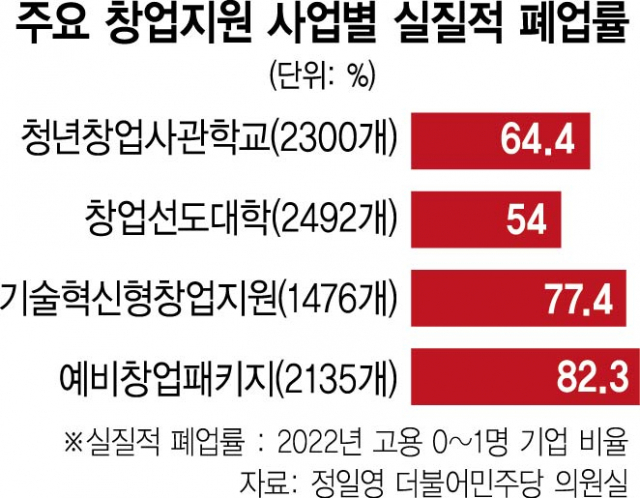 주요 창업지원 사업별 실질적 폐업률
(단위: %)
청년창업사관학교(2300개) 64.4
창업선도대학(2492개) 54
기술혁신형창업지원(1476개) 77.4
예비창업패키지(2135개) 82.3
※실질적 폐업률 : 2022년 고용 0～1명 기업 비율
자료: 정일영 더불어민주당 의원실